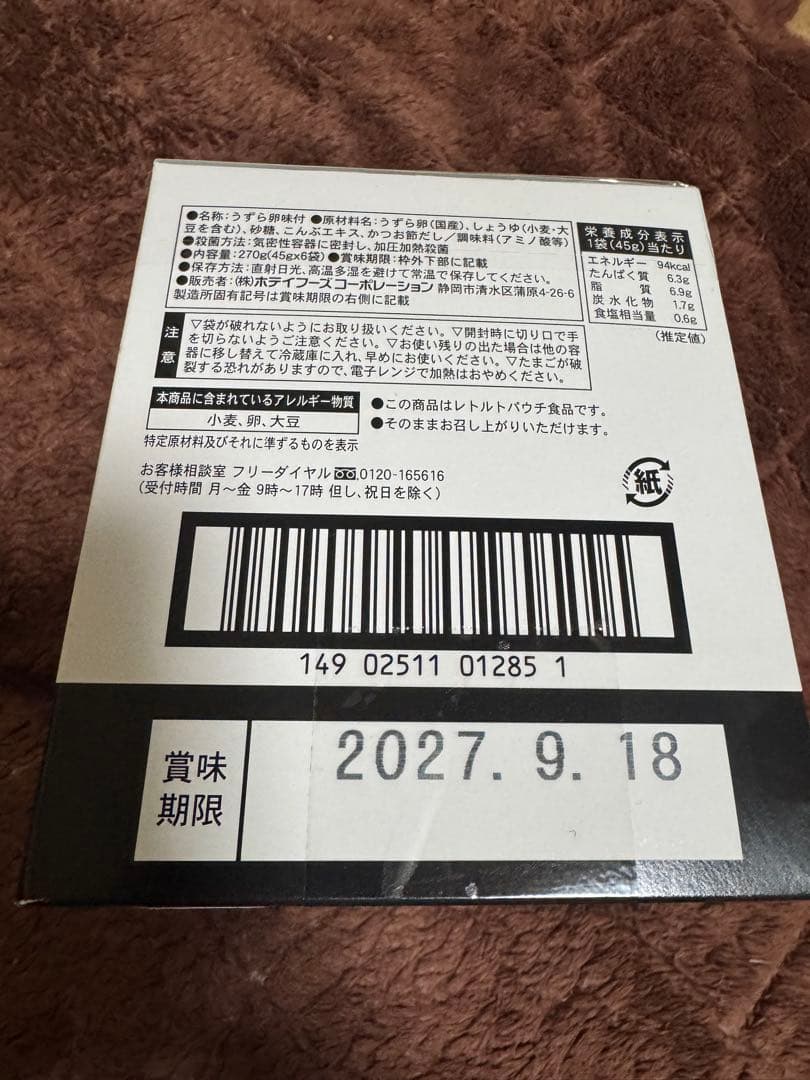 ●名称:うずら卵味付 ●原材料名:うずら卵(国産)、しょうゆ(小麦・大
豆を含む)、砂糖、こんぶエキス、かつお節だし/調味料(アミノ酸等)
●殺菌方法:気密性容器に密封し、加圧加熱殺菌
●内容量:270g(45g×6袋) ●賞味期限:枠外下部に記載
●保存方法:直射日光、高温多湿を避けて常温で保存してください。
●販売者:(株)ホテイフーズコーポレーション 静岡市清水区蒲原4-26-6
製造所固有記号は賞味期限の右側に記載
栄養成分表示
1袋(45g)当たり
エネルギー 94kcal
たんぱく質 6.3g
脂質 6.9g
炭水化物 1.7g
食塩相当量 0.6g
(推定値)
注意
▽袋が破れないようにお取り扱いください。▽開封時に切り口で手
を切らないようご注意ください。▽お使い残りの出た場合は他の容
器に移し替えて冷蔵庫に入れ、早めにお使いください。▽たまごが破
裂する恐れがありますので、電子レンジで加熱はおやめください。
本商品に含まれているアレルギー物質
小麦、卵、大豆
特定原材料及びそれに準ずるものを表示
●この商品はレトルトパウチ食品です。
●そのままお召し上がりいただけます。
お客様相談室 フリーダイヤル 0120-165616
(受付時間 月〜金 9時〜17時 但し、祝日を除く)
紙
149 02511 01285 1
賞味
期限
2027. 9. 18